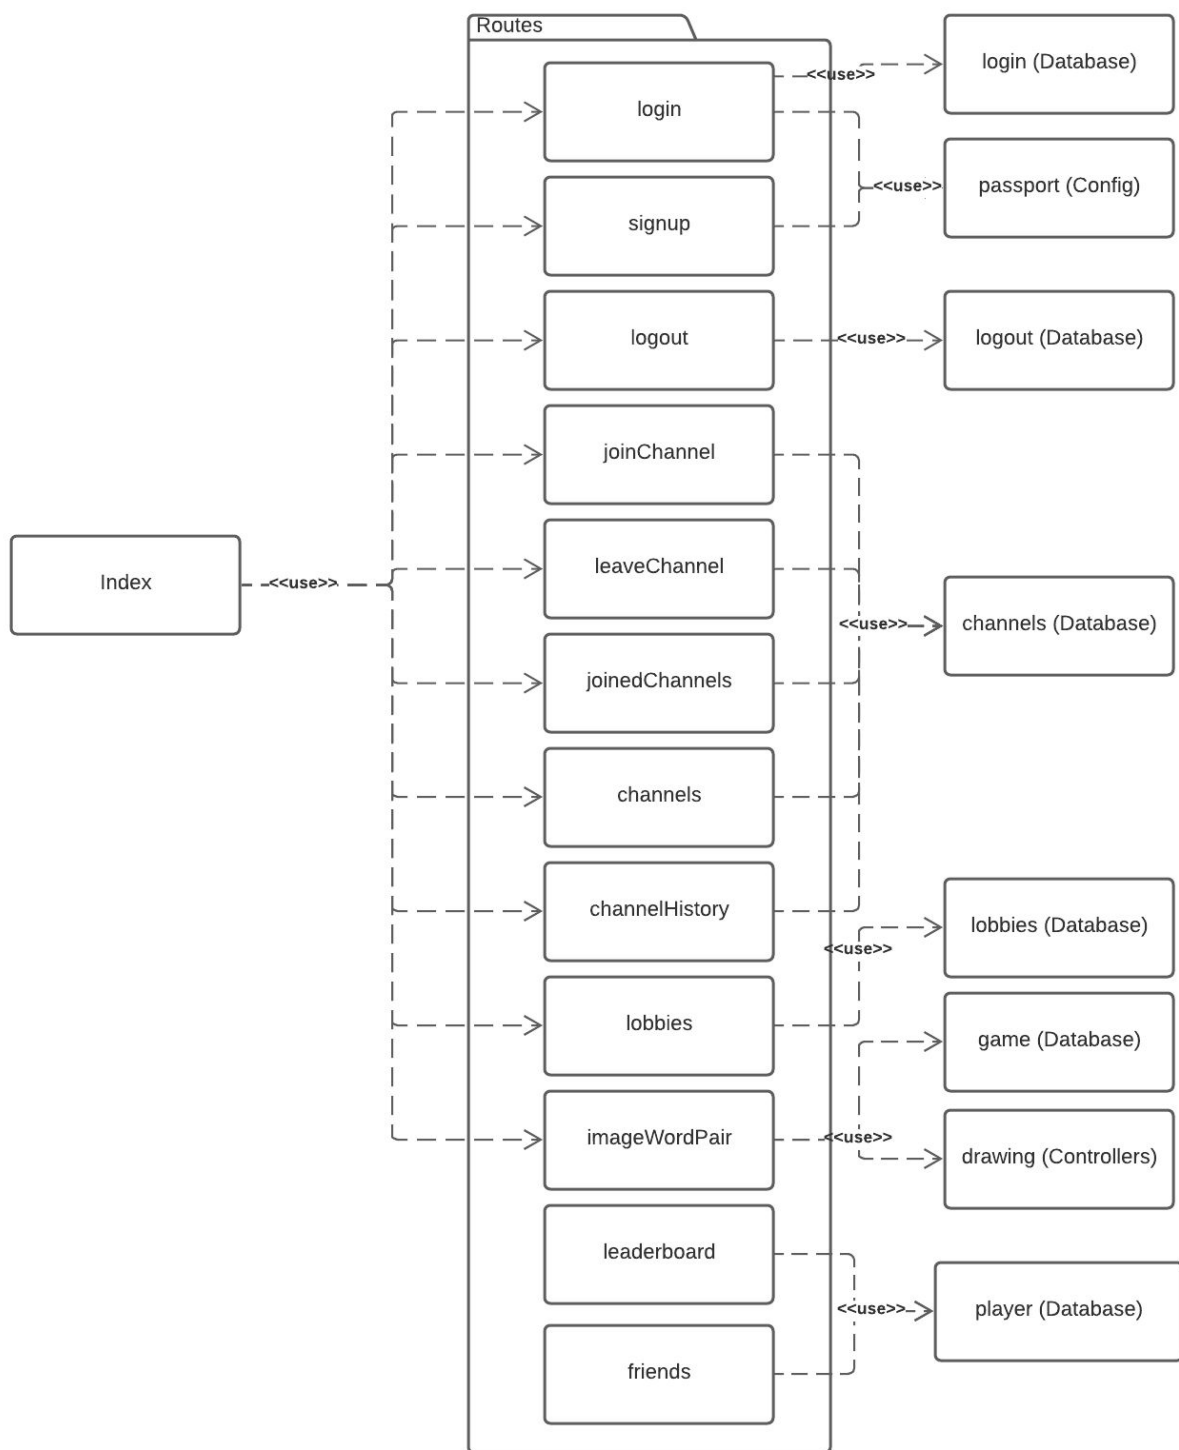 Routes
login
<<use>>
login (Database)
<<use>>
passport (Config)
signup
logout
<<use>>
logout (Database)
joinChannel
leaveChannel
Index
<<use>>
<<use>>
channels (Database)
joinedChannels
channels
channelHistory
<<use>>
lobbies (Database)
lobbies
game (Database)
imageWordPair
<<use>>
drawing (Controllers)
leaderboard
<<use>>
player (Database)
friends